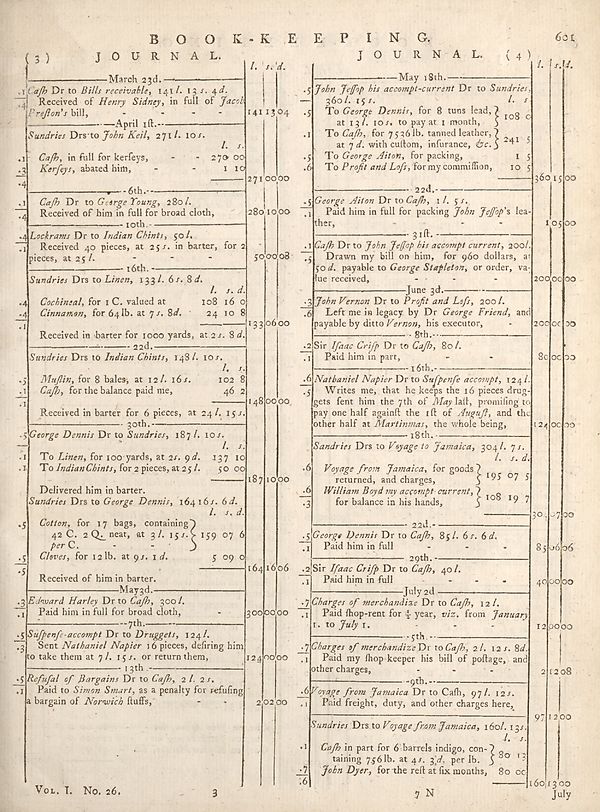 BOOK-KEEPING. 601
(3) JOURNAL. l. s. d.
March 23d.
.1 Caſh Dr to Bills receivable, 141 l. 13 s. 4 d.
.4 Received of Henry Sidney, in full of Jacob
Preſton's bill, - - 141 13 04
April 1ſt.
Sundries Drs to John Keil, 271 l. 10 s.
l. s.
.1 Caſh, in full for kerſeys, - - 270 00
.3 Kerſeys, abated him, - - 1 10
.4 271 00 00
6th.
.1 Caſh Dr to George Young, 280 l.
.4 Received of him in full for broad cloth, 280 10 00
10th.
.4 Lockrams Dr to Indian Chints, 50 l.
.1 Received 40 pieces, at 25 s. in barter, for 2
pieces, at 25 l. - - - 50 00 08
16th.
Sundries Drs to Linen, 133 l. 6 s. 8 d.
l. s. d.
.4 Cochineal, for 1 C. valued at 108 16 0
.4 Cinnamon, for 64 lb. at 7 s. 8d. 24 10 8
.1 133 06 00
Received in barter for 1000 yards, at 2 s. 8 d.
22d.
Sundries Drs to Indian Chints, 148 l. 10 s.
l. s.
.5 Muſlin, for 8 bales, at 12 l. 16 s. 102 8
.1 Caſh, for the balance paid me, 46 2
.1 148 00 00
Received in barter for 6 pieces, at 24 l. 15 s.
30th.
.5 George Dennis Dr to Sundries, 187 l. 10 s.
l. s.
.1 To Linen, for 100 yards, at 2s. 9d. 137 10
.1 To Indian Chints, for 2 pieces, at 25 l. 50 00
187 10 00
Delivered him in barter.
Sundries Drs to George Dennis, 164 16 s. 6 d.
l. s. d.
.5 Cotton, for 17 bags, containing
42 C. 2 Q. neat, at 3 l. 15 s. 159 07 6
per C. - - -
.5 Cloves, for 12 lb. at 9 s. 1 d. 5 09 0
.5 164 16 06
Received of him in barter.
May 3d.
.3 Edward Harley Dr to Caſh, 300 l.
.1 Paid him in full for broad cloth, - 300 00 00
7th.
.5 Suſpenſe-accompt Dr to Druggets, 124 l.
.3 Sent Nathaniel Napier 16 pieces, deſiring him
to take them at 7 l. 15 s. or return them, 124 00 00
13th.
.5 Refuſal of Bargains Dr to Caſh, 2 l. 2 s.
.1 Paid to Simon Smart, as a penalty for refuſing
a bargain of Norwich ſtuffs, - - 2 02 00
JOURNAL. (4) l. s. d.
May 18th.
.5 John Jeſſop his accompt-current Dr to Sundries,
360 l. 15 s. l. s.
.5 To George Dennis, for 8 tuns lead,
at 13 l. 10 s. to pay at 1 month, 108 0
.1 To Caſh, for 7536 lb. tanned leather,
at 7 d. with cuſtom, inſurance, &c. 241 5
.5 To George Aiton, for packing, 1 5
.6 To Profit and Loſs, for my commiſſion, 10 5
360 15 00
22d.
.5 George Aiton Dr to Caſh, 1 l. 5 s.
.1 Paid him in full for packing John Jeſſop's lea-
ther, - - - 1 05 00
31ſt.
.1 Caſh Dr to John Jeſſop his accompt current, 200 l.
.5 Drawn my bill on him, for 960 dollars, at
50 d. payable to George Stapleton, or order, va-
lue received, - - - 200 00 00
June 3d.
.3 John Vernon Dr to Profit and Loſs, 200 l.
.6 Left me in legacy by Dr George Friend, and
payable by ditto Vernon, his executor, - 200 00 00
8th.
.2 Sir Iſaac Criſp Dr to Caſh, 80 l.
.1 Paid him in part, - - 80 00 00
16th.
.6 Nathaniel Napier Dr to Suſpenſe accompt, 124 l.
.5 Writes me, that he keeps the 16 pieces drug-
gets ſent him the 7th of May laſt, promiſing to
pay one half againſt the 1ſt of Auguſt, and the
other half at Martinmas, the whole being, 124 00 00
18th.
Sundries Drs to Voyage to Jamaica, 304 l. 7 s.
l. s. d.
.6 Voyage from Jamaica, for goods
returned, and charges, 195 07 5
.6 William Boyd my accompt-current,
.3 for balance in his hands, 108 19 7
304 07 00
22d.
.5 George Dennis Dr to Caſh, 85 l. 6 s. 6 d.
.1 Paid him in full - - 85 06 06
29th.
.2 Sir Iſaac Criſp Dr to Caſh, 40 l.
.1 Paid him in full - - 40 00 00
July 2d
.7 Charges of merchandize Dr to Caſh, 12 l.
.1 Paid ſhop-rent for ½ year, viz. from January
1. to July 1. - - - 12 00 00
5th.
.7 Charges of merchandize Dr to Caſh, 2 l. 12 s. 8d.
.1 Paid my ſhop keeper his bill of poſtage, and
other charges, - - - 2 12 08
9th.
.6 Voyage from Jamaica Dr to Caſh, 97 l. 12 s.
.1 Paid freight, duty, and other charges here,
97 12 00
Sundries Drs to Voyage from Jamaica, 160 l. 13 s.
l. s.
.1 Caſh in part for 6 barrels indigo, con-
taining 756 lb. at 4 s. 3 d. per lb. 80 13
.7 John Dyer, for the reſt at ſix months, 80 00
.6 160 13 00
VOL. I. No. 26. 3 7 N July